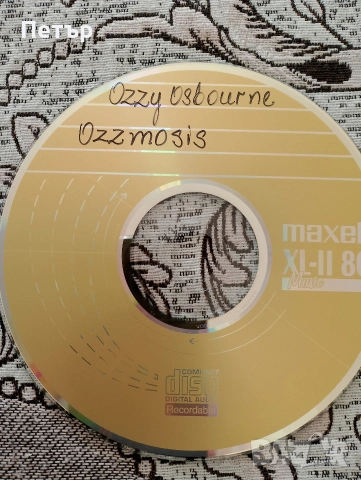 Петър
Ozzy Osbourne
Ozzmosis
maxell
XL-II 80
Music
COMPACT
disc
DIGITAL AUDIO
Recordable